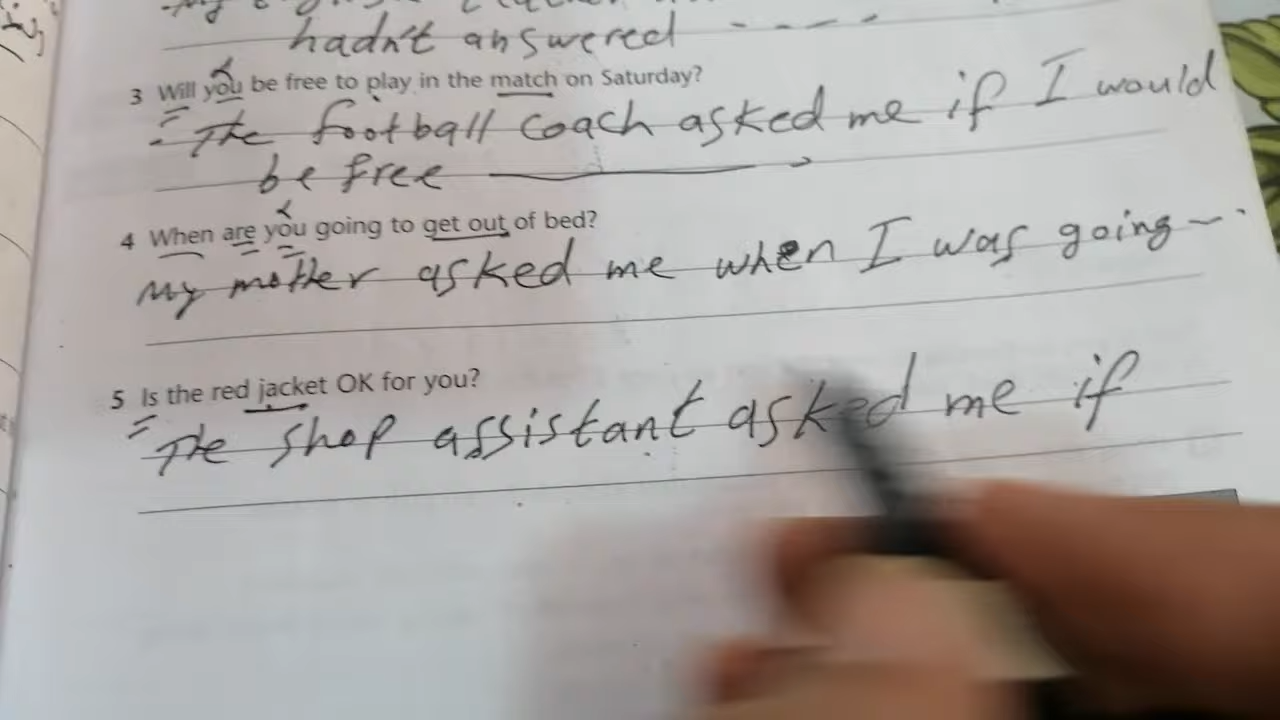 hadn't answered - - - -
3 Will you be free to play in the match on Saturday?
The football coach asked me if I would
be free
4 When are you going to get out of bed?
My mother asked me when I was going
5 Is the red jacket OK for you?
The shop assistant asked me if